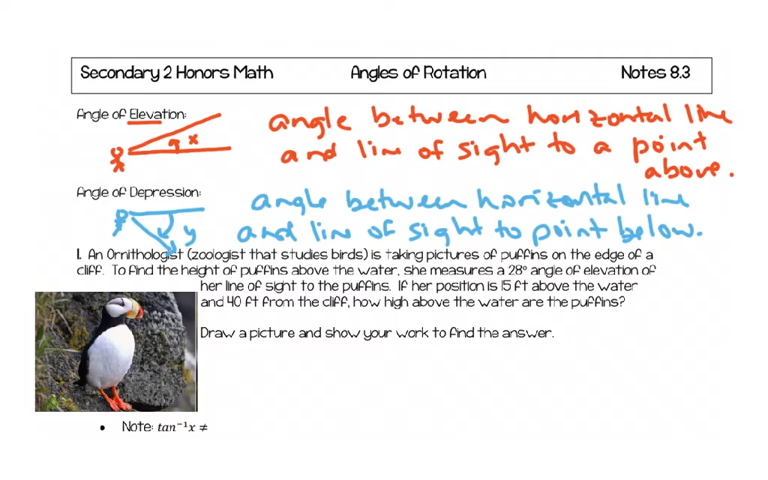 Secondary 2 Honors Math Angles of Rotation Notes 8.3
Angle of Elevation:
angle between horizontal line
and line of sight to a point
above.
x
Angle of Depression:
angle between horizontal line
and line of sight to point below.
y
1. An Ornithologist (zoologist that studies birds) is taking pictures of puffins on the edge of a
cliff. To find the height of puffins above the water, she measures a 28° angle of elevation of
her line of sight to the puffins. If her position is 15 ft above the water
and 40 ft from the cliff, how high above the water are the puffins?
Draw a picture and show your work to find the answer.
• Note: tan⁻¹x ≠